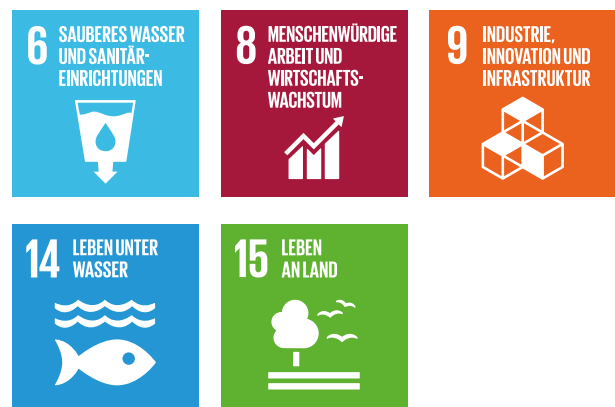 6 SAUBERES WASSER
UND SANITÄR-
EINRICHTUNGEN
8 MENSCHENWÜRDIGE
ARBEIT UND
WIRTSCHAFTS-
WACHSTUM
9 INDUSTRIE,
INNOVATION UND
INFRASTRUKTUR
14 LEBEN UNTER
WASSER
15 LEBEN
AN LAND